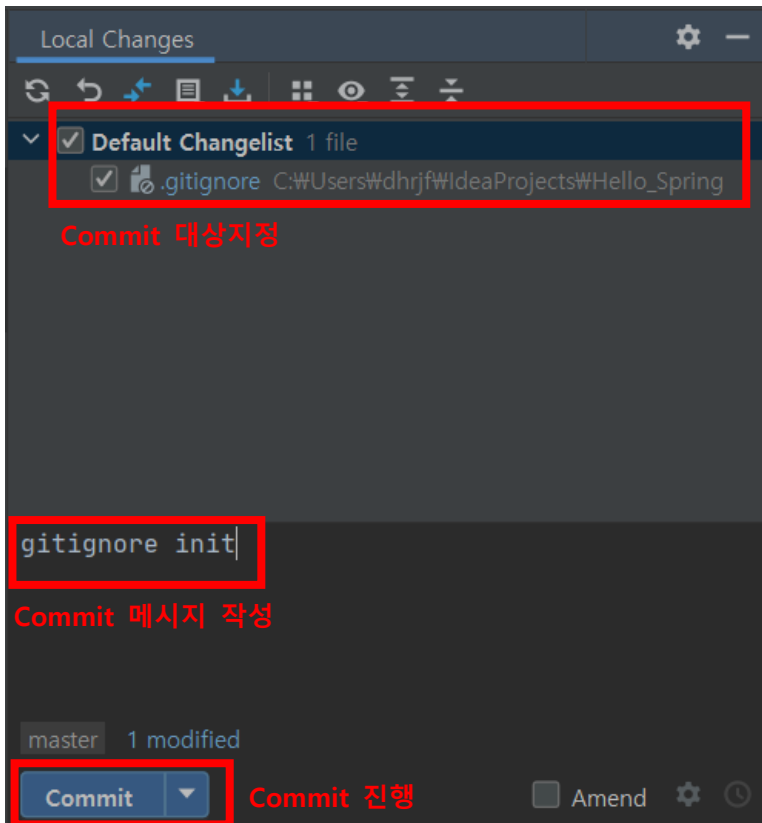 Local Changes
Default Changelist 1 file
.gitignore C:₩Users₩dhrjf₩IdeaProjects₩Hello_Spring
Commit 대상지정
gitignore init
Commit 메시지 작성
master 1 modified
Commit Commit 진행 Amend